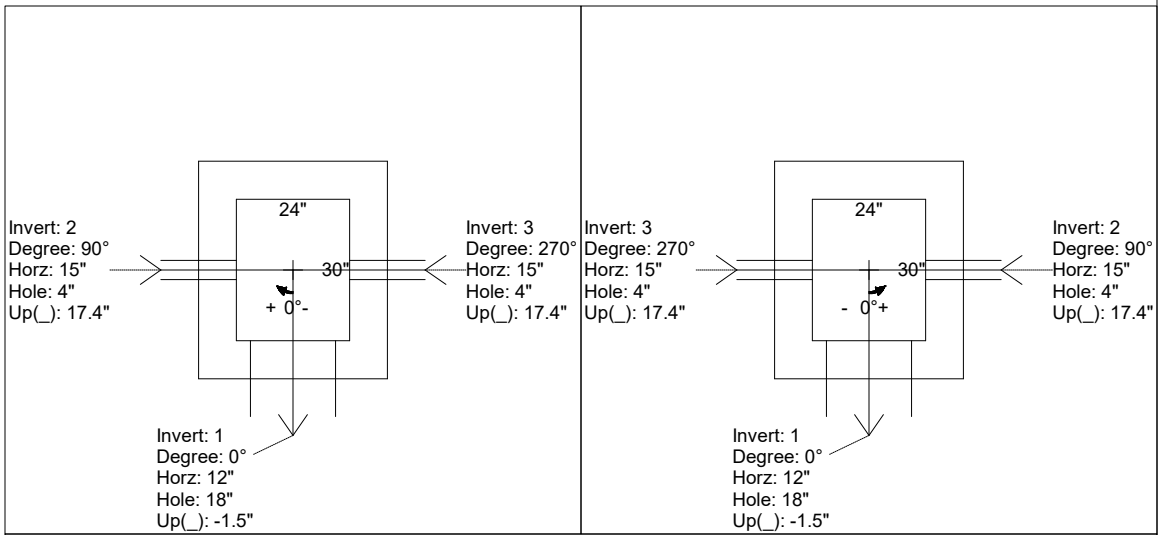 24"
Invert: 2
Degree: 90°
Horz: 15"
Hole: 4"
Up(_): 17.4"
30"
+ 0°-
Invert: 3
Degree: 270°
Horz: 15"
Hole: 4"
Up(_): 17.4"
Invert: 1
Degree: 0°
Horz: 12"
Hole: 18"
Up(_): -1.5"
24"
Invert: 3
Degree: 270°
Horz: 15"
Hole: 4"
Up(_): 17.4"
30"
- 0°+
Invert: 2
Degree: 90°
Horz: 15"
Hole: 4"
Up(_): 17.4"
Invert: 1
Degree: 0°
Horz: 12"
Hole: 18"
Up(_): -1.5"